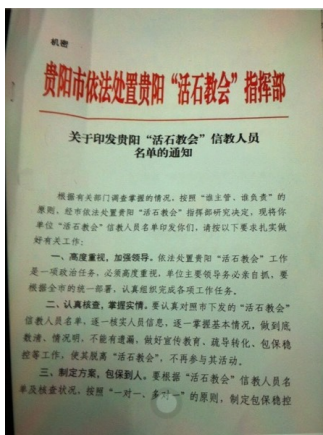 机密
贵阳市依法处置贵阳“活石教会”指挥部
关于印发贵阳“活石教会”信教人员
名单的通知
根据有关部门调查掌握的情况，按照“谁主管、谁负责”的
原则，经市依法处置贵阳“活石教会”指挥部研究决定，现将你
单位“活石教会”信教人员名单印发你们，请按以下要求扎实做
好有关工作：
一、高度重视，加强领导。依法处置贵阳“活石教会”工作
是一项政治任务，必须高度重视，单位主要领导务必亲自抓，要
根据全市的统一部署，认真组织完成各项工作任务。
二、认真核查，掌握实情。要认真对照市下发的“活石教会”
信教人员名单，逐一核实人员信息，逐一掌握基本情况，做到底
数清、情况明，不能有遗漏，做好宣传教育、疏导转化、包保稳
控等工作，使其脱离“活石教会”，不再参与其活动。
三、制定方案，包保到人。要根据“活石教会”信教人员名
单及核查状况，按照“一对一、多对一”的原则，制定包保稳控